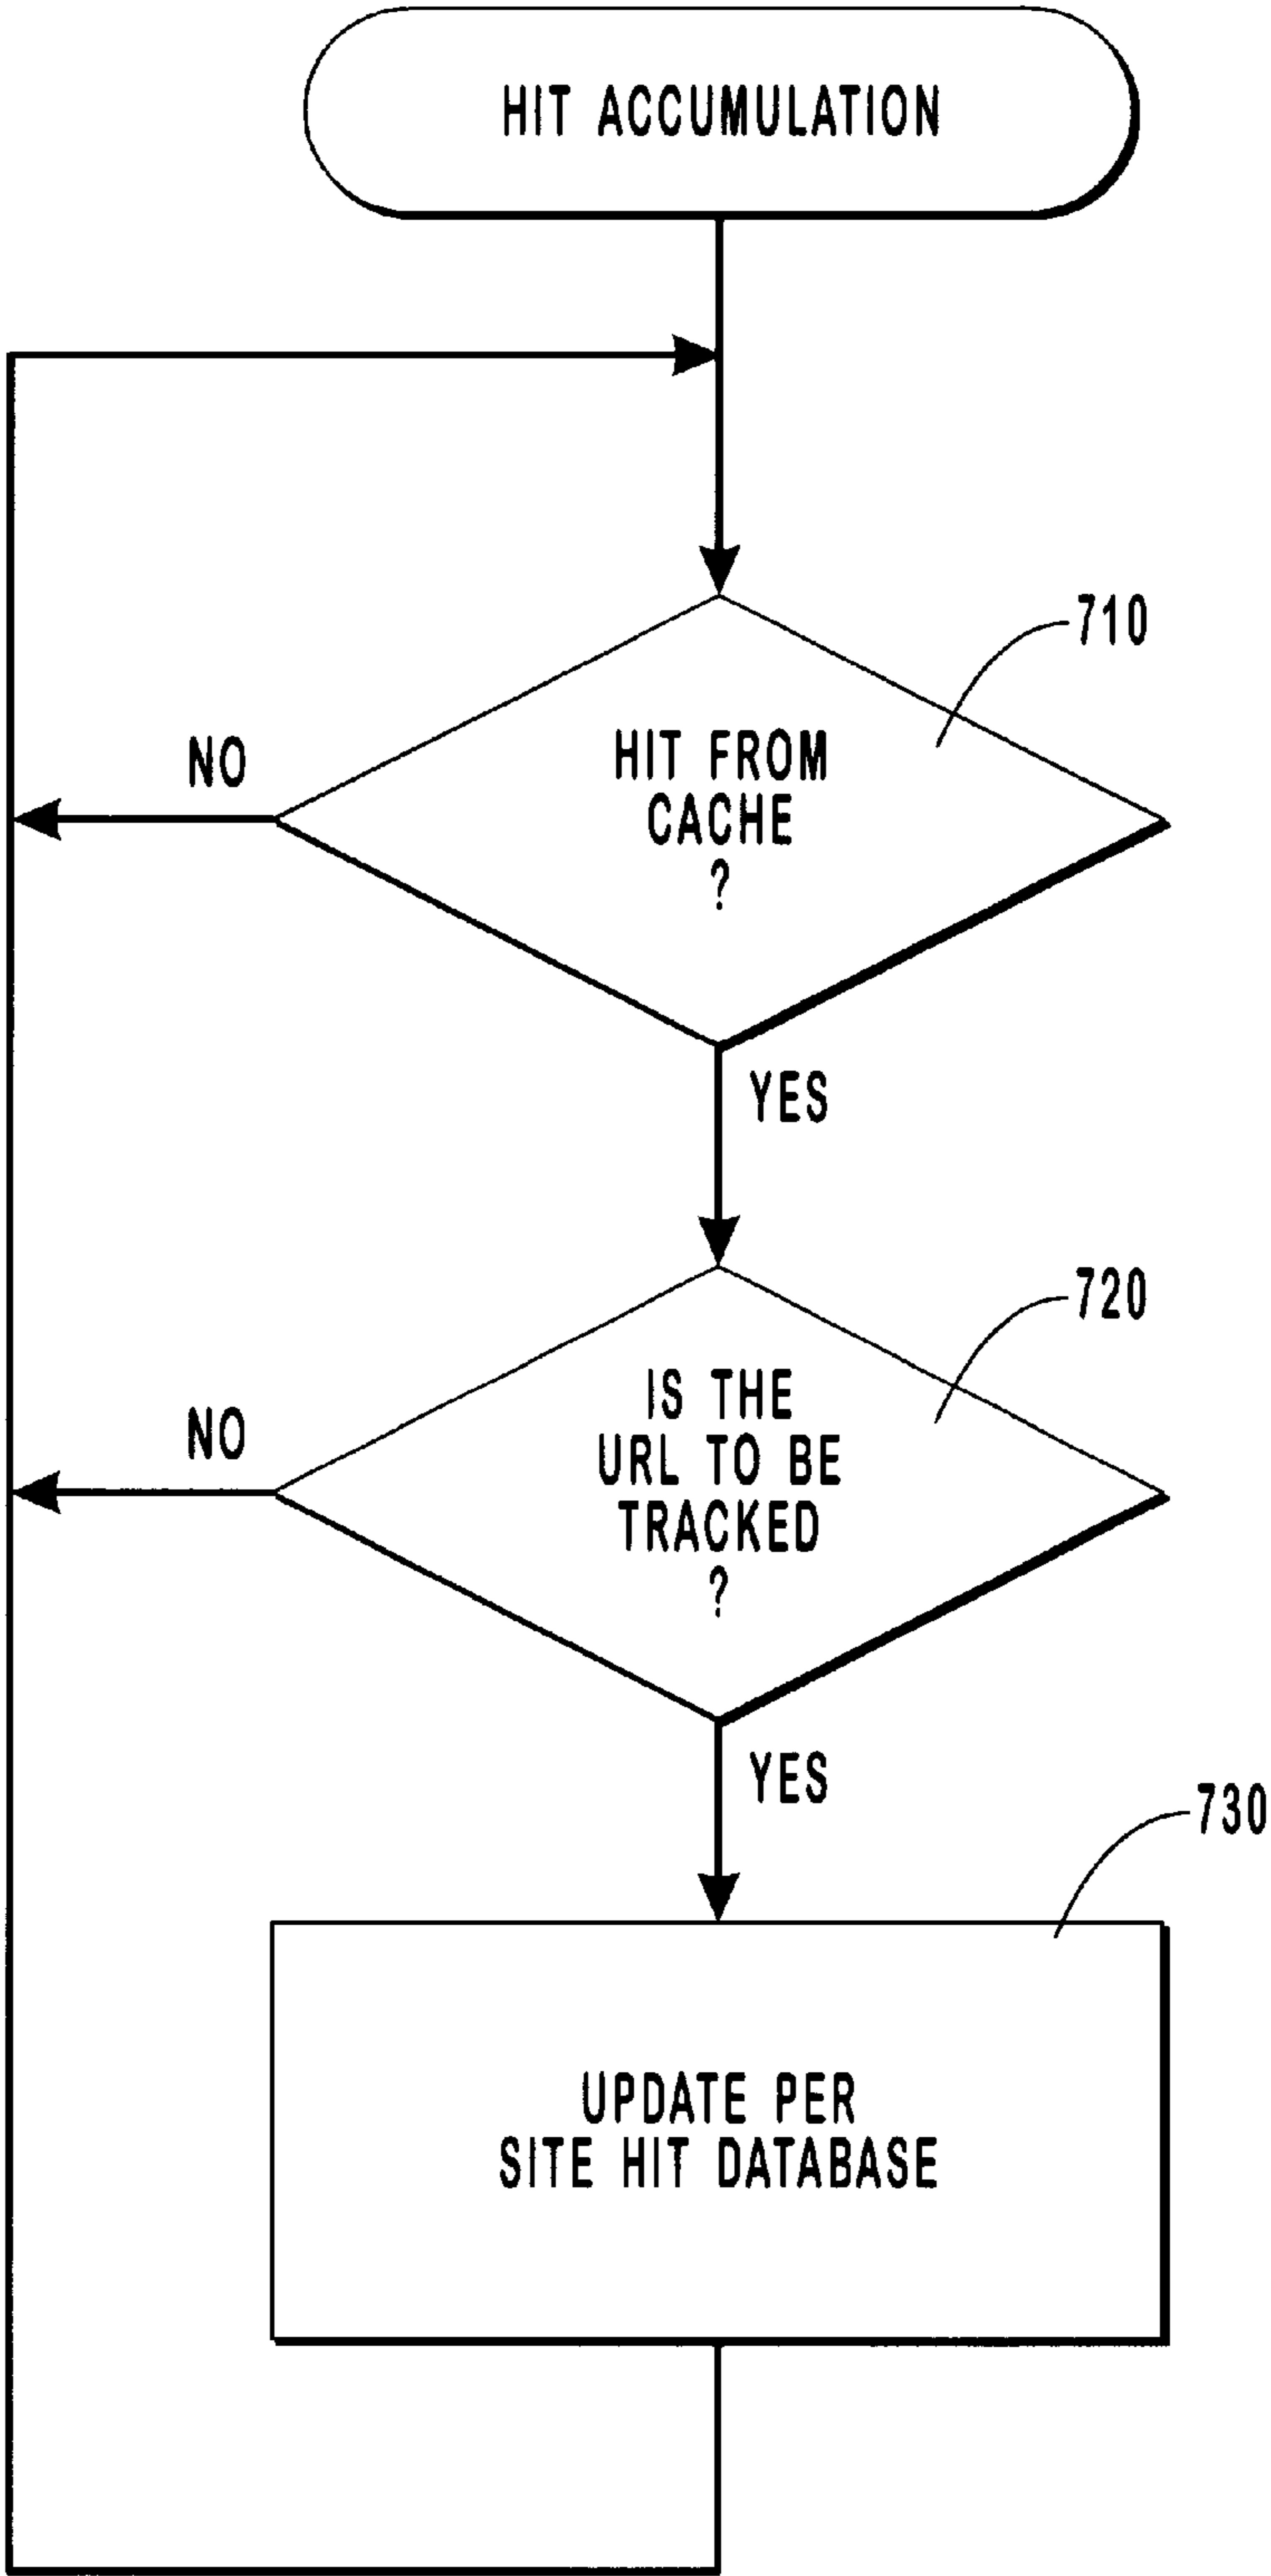 HIT ACCUMULATION
710
HIT FROM
CACHE
?
NO
YES
720
IS THE
URL TO BE
TRACKED
?
NO
YES
730
UPDATE PER
SITE HIT DATABASE